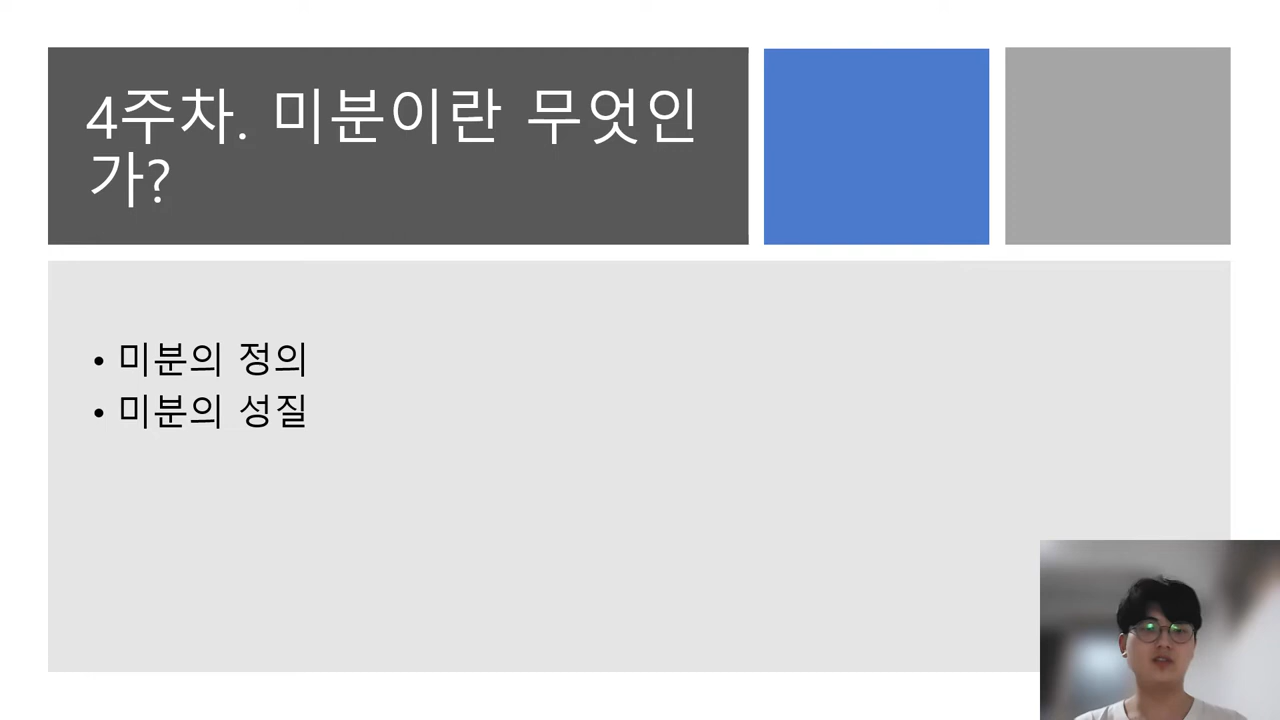 4주차. 미분이란 무엇인
가?
• 미분의 정의
• 미분의 성질